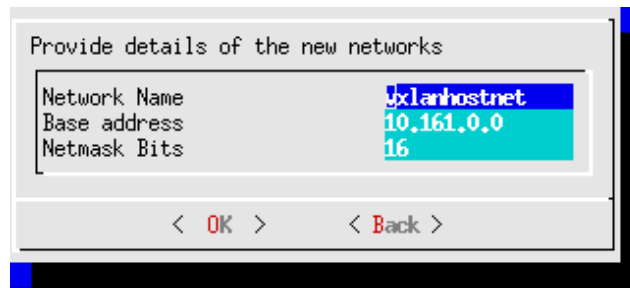 Provide details of the new networks
Network Name vxlanhostnet
Base address 10.161.0.0
Netmask Bits 16
< OK > < Back >